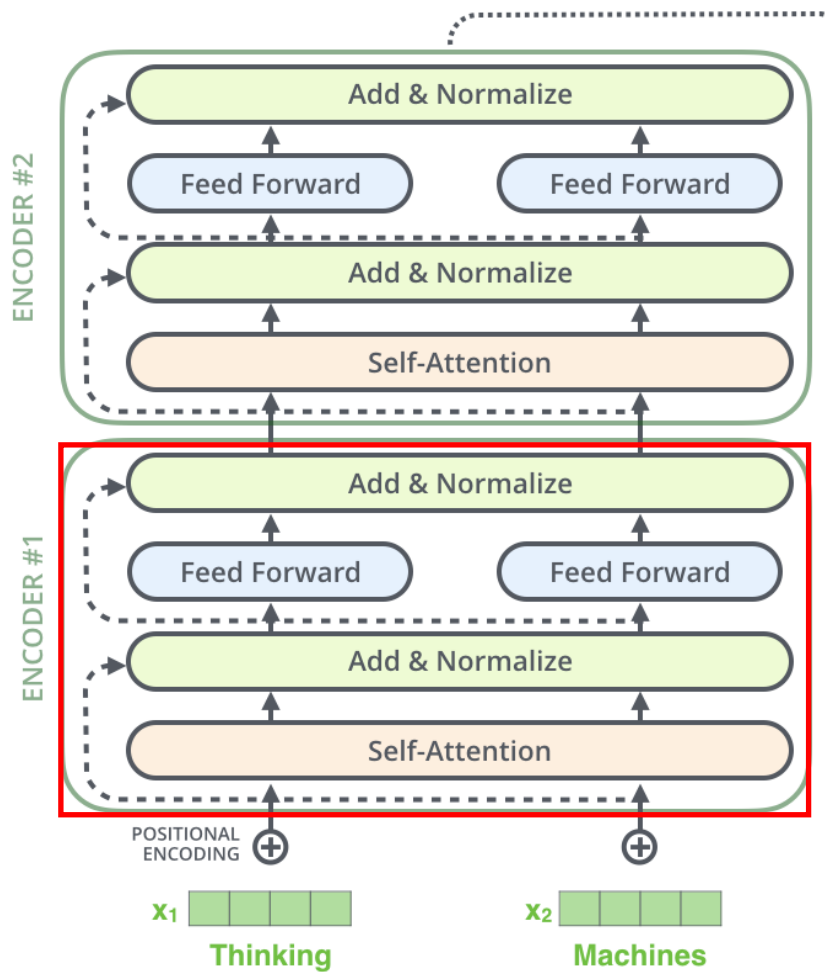 ENCODER #2
Add & Normalize
Feed Forward Feed Forward
Add & Normalize
Self-Attention
ENCODER #1
Add & Normalize
Feed Forward Feed Forward
Add & Normalize
Self-Attention
POSITIONAL
ENCODING
x1 x2
Thinking Machines